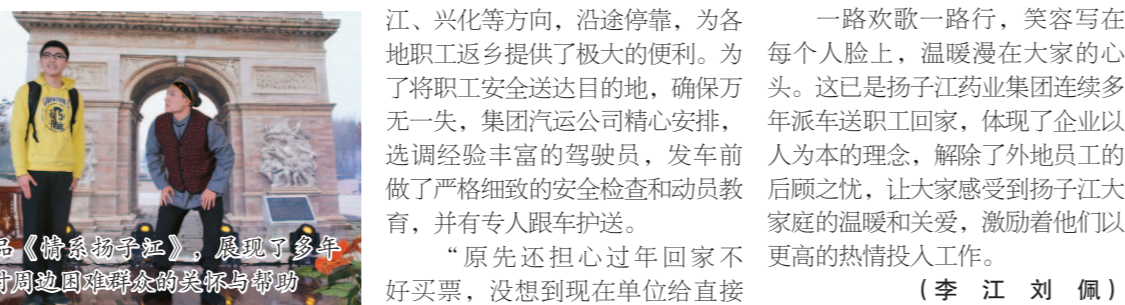 品《情系扬子江》，展现了多年
对周边困难群众的关怀与帮助
江、兴化等方向，沿途停靠，为各
地职工返乡提供了极大的便利。为
了将职工安全送达目的地，确保万
无一失，集团汽运公司精心安排，
选调经验丰富的驾驶员，发车前
做了严格细致的安全检查和动员教
育，并有专人跟车护送。
“原先还担心过年回家不
好买票，没想到现在单位给直接
一路欢歌一路行，笑容写在
每个人脸上，温暖漫在大家的心
头。这已是扬子江药业集团连续多
年派车送职工回家，体现了企业以
人为本的理念，解除了外地员工的
后顾之忧，让大家感受到扬子江大
家庭的温暖和关爱，激励着他们以
更高的热情投入工作。
（李 江 刘 佩）